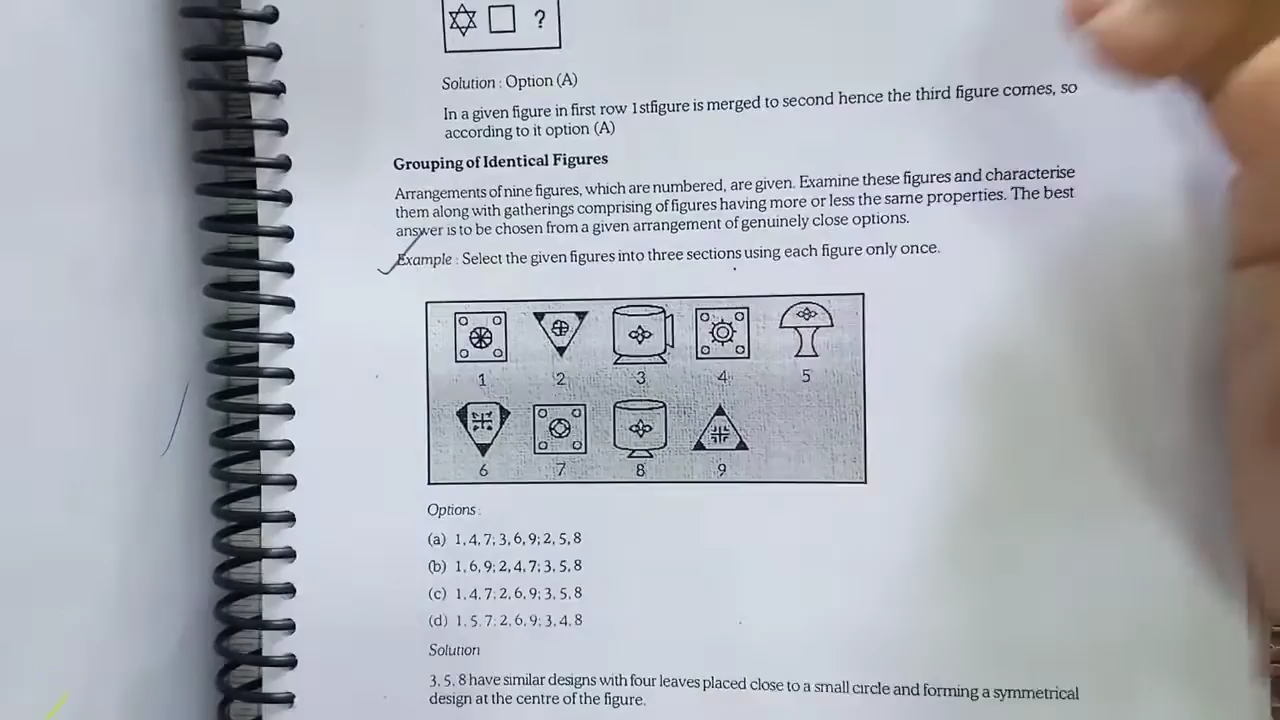 ?
Solution : Option (A)
In a given figure in first row 1stfigure is merged to second hence the third figure comes, so
according to it option (A)
Grouping of Identical Figures
Arrangements of nine figures, which are numbered, are given. Examine these figures and characterise
them along with gatherings comprising of figures having more or less the same properties. The best
answer is to be chosen from a given arrangement of genuinely close options.
Example : Select the given figures into three sections using each figure only once.
1 2 3 4 5
6 7 8 9
Options :
(a) 1, 4, 7; 3, 6, 9; 2, 5, 8
(b) 1, 6, 9; 2, 4, 7; 3, 5, 8
(c) 1, 4, 7; 2, 6, 9; 3, 5, 8
(d) 1, 5, 7; 2, 6, 9; 3, 4, 8
Solution
3, 5, 8 have similar designs with four leaves placed close to a small circle and forming a symmetrical
design at the centre of the figure.